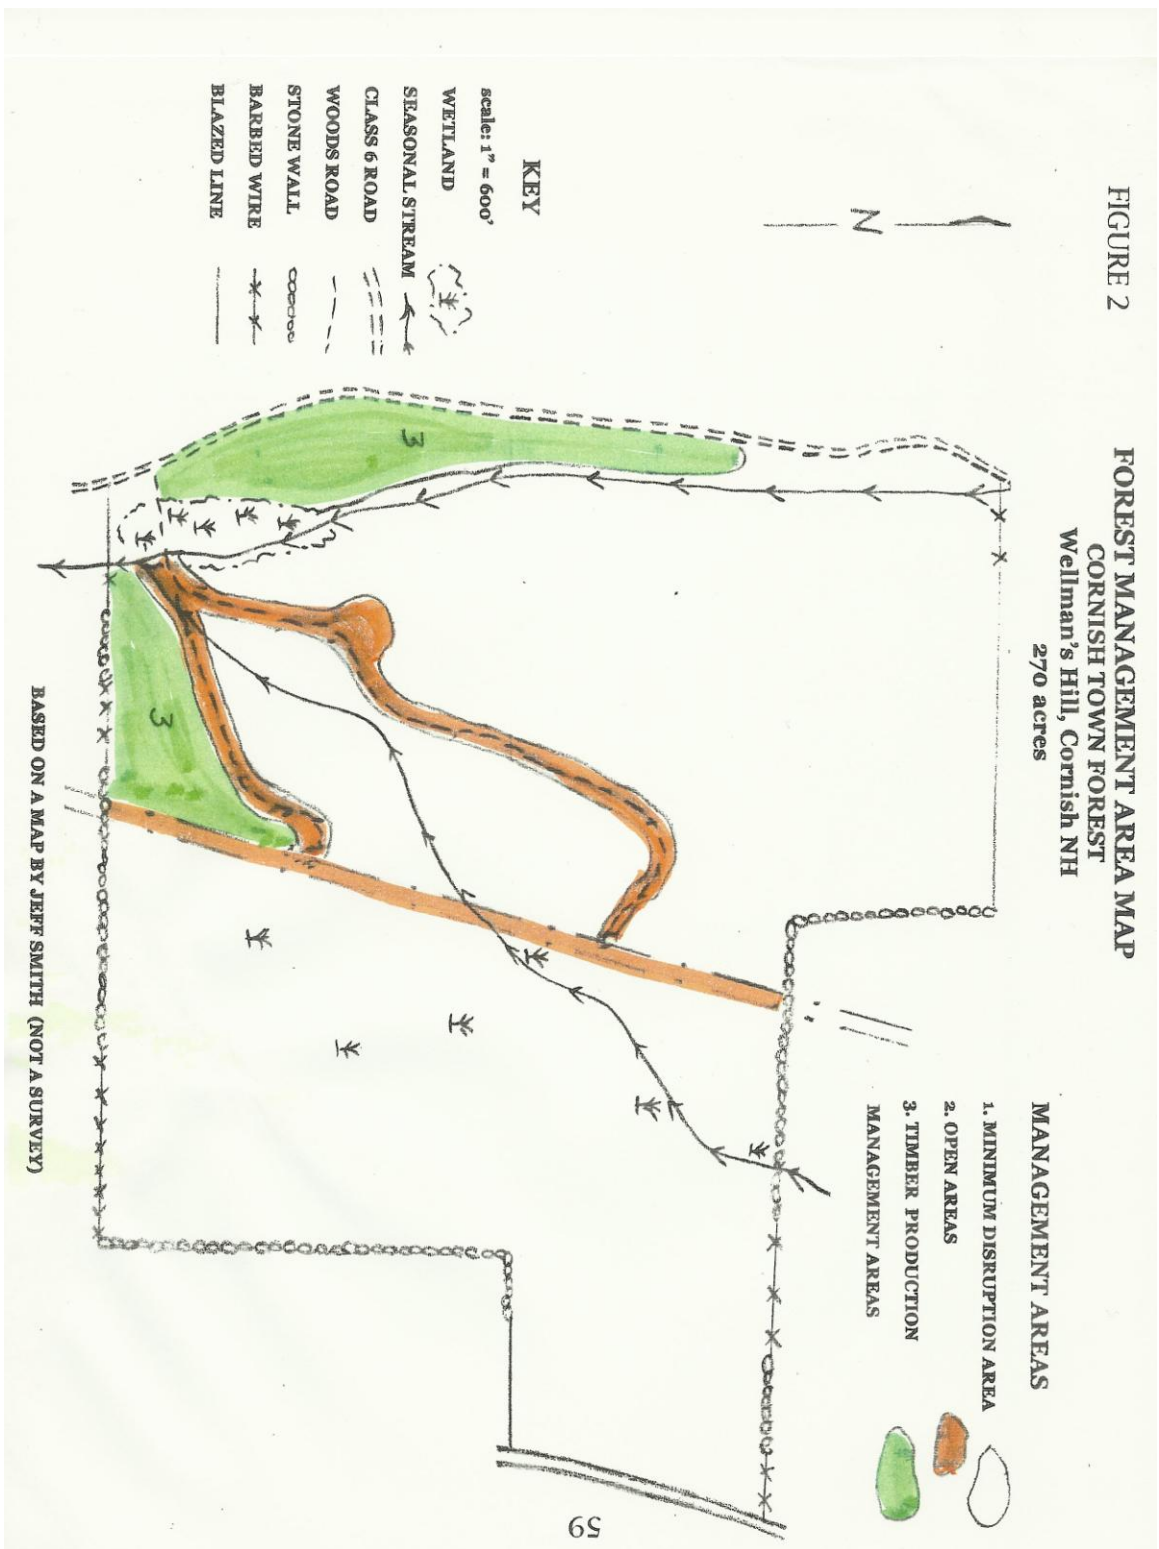 FIGURE 2
FOREST MANAGEMENT AREA MAP
CORNISH TOWN FOREST
Wellman's Hill, Cornish NH
270 acres
N
KEY
scale: 1" = 600'
WETLAND
SEASONAL STREAM
CLASS 6 ROAD
WOODS ROAD
STONE WALL
BARBED WIRE
BLAZED LINE
MANAGEMENT AREAS
1. MINIMUM DISRUPTION AREA
2. OPEN AREAS
3. TIMBER PRODUCTION
MANAGEMENT AREAS
3
3
BASED ON A MAP BY JEFF SMITH (NOT A SURVEY)
59